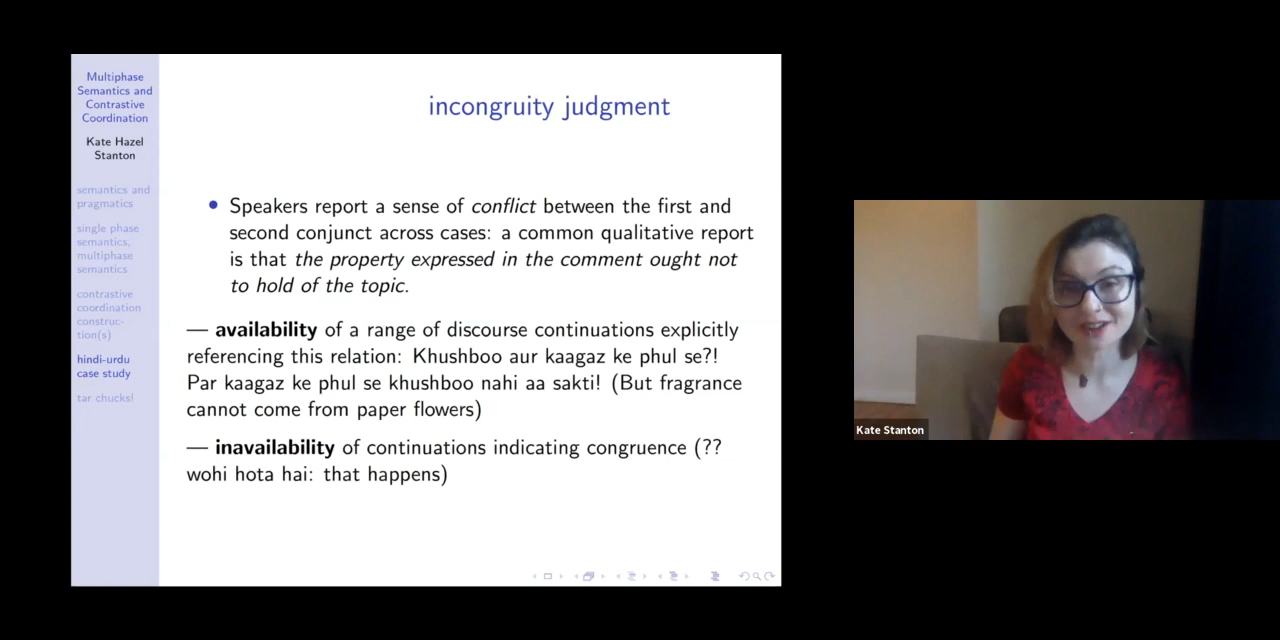 Multiphase
Semantics and
Contrastive
Coordination
Kate Hazel
Stanton
semantics and
pragmatics
single phase
semantics,
multiphase
semantics
contrastive
coordination
construc-
tion(s)
hindi-urdu
case study
tar chucks!
incongruity judgment
• Speakers report a sense of conflict between the first and
second conjunct across cases: a common qualitative report
is that the property expressed in the comment ought not
to hold of the topic.
— availability of a range of discourse continuations explicitly
referencing this relation: Khushboo aur kaagaz ke phul se?!
Par kaagaz ke phul se khushboo nahi aa sakti! (But fragrance
cannot come from paper flowers)
— inavailability of continuations indicating congruence (??
wohi hota hai: that happens)
Kate Stanton